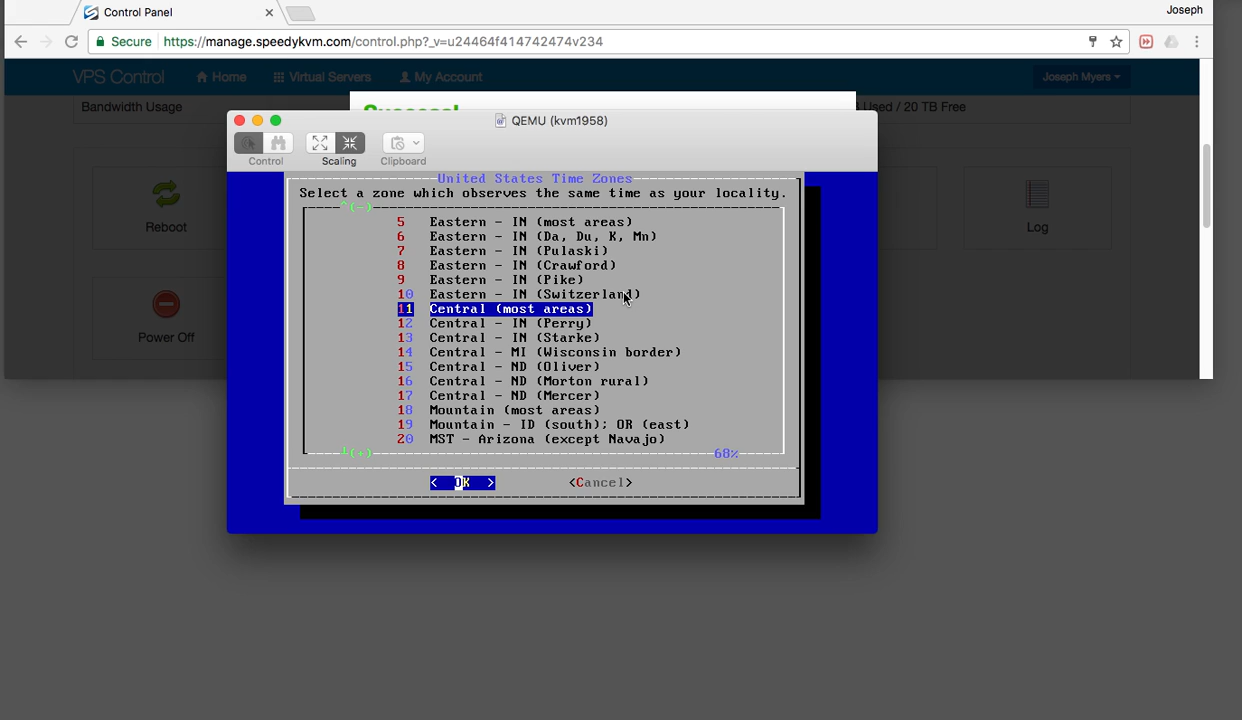 Control Panel
Joseph
Secure https://manage.speedykvm.com/control.php?_v=u24464f414742474v234
VPS Control Home Virtual Servers My Account Joseph Myers
Bandwidth Usage
Used / 20 TB Free
QEMU (kvm1958)
Control Scaling Clipboard
United States Time Zones
Select a zone which observes the same time as your locality.
^(-)
5 Eastern - IN (most areas)
6 Eastern - IN (Da, Du, K, Mn)
7 Eastern - IN (Pulaski)
8 Eastern - IN (Crawford)
9 Eastern - IN (Pike)
10 Eastern - IN (Switzerland)
11 Central (most areas)
12 Central - IN (Perry)
13 Central - IN (Starke)
14 Central - MI (Wisconsin border)
15 Central - ND (Oliver)
16 Central - ND (Morton rural)
17 Central - ND (Mercer)
18 Mountain (most areas)
19 Mountain - ID (south); OR (east)
20 MST - Arizona (except Navajo)
(+) 68%
< OK > <Cancel>
Reboot
Log
Power Off